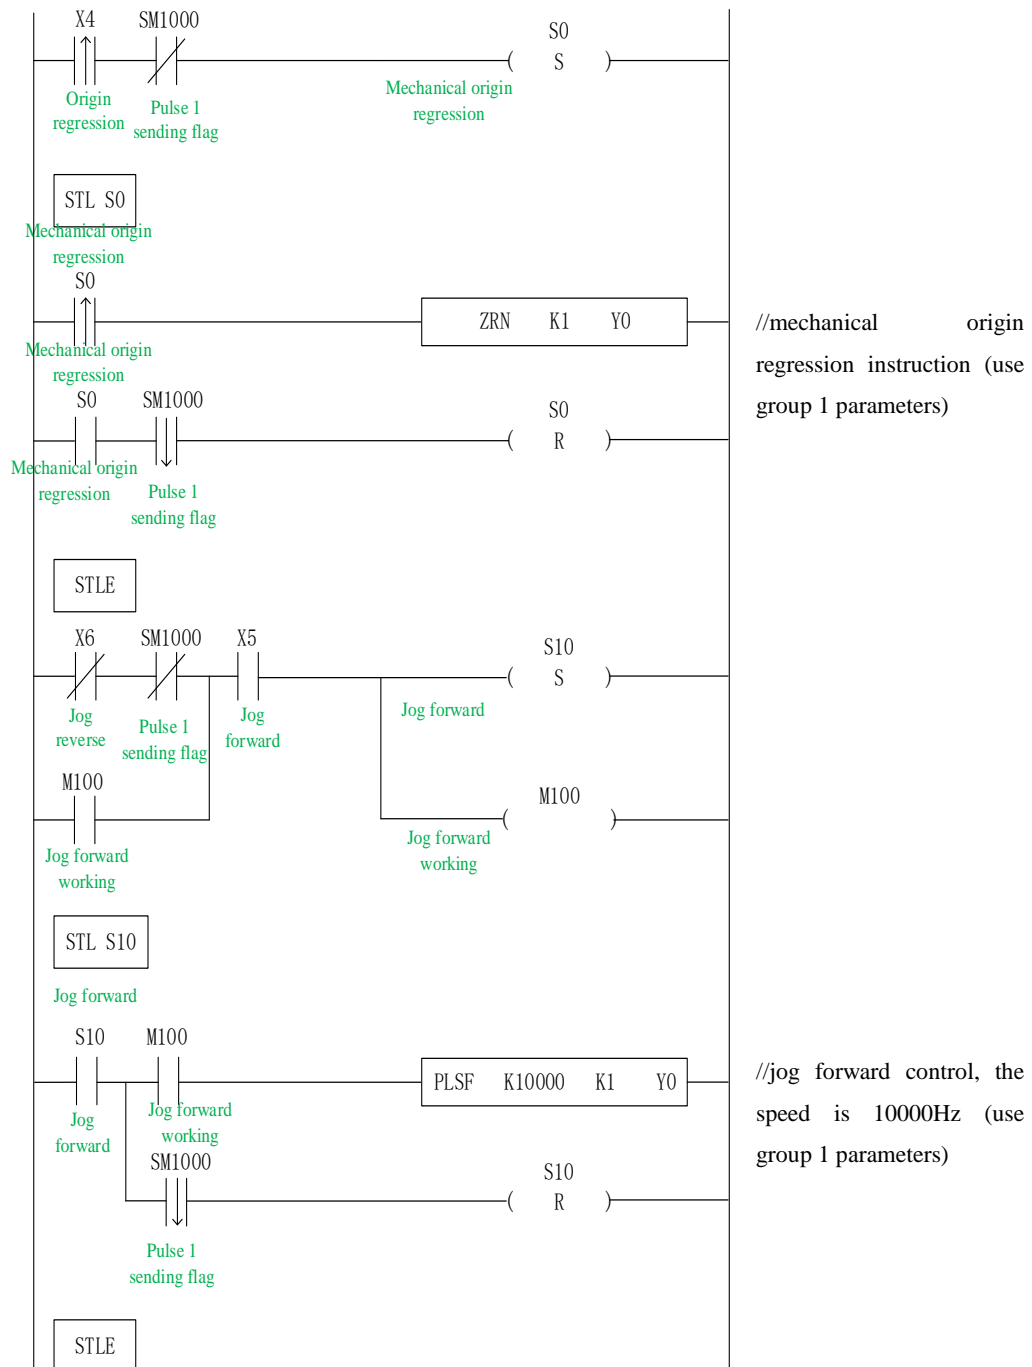 X4 SM1000
S0
( S )
Origin
regression
Pulse 1
sending flag
Mechanical origin
regression
STL S0
Mechanical origin
regression
S0
ZRN K1 Y0
//mechanical origin
regression instruction (use
group 1 parameters)
Mechanical origin
regression
S0 SM1000
S0
( R )
Mechanical origin
regression
Pulse 1
sending flag
STLE
X6 SM1000 X5
S10
( S )
Jog
reverse
Pulse 1
sending flag
Jog
forward
Jog forward
M100
M100
( )
Jog forward
working
Jog forward
working
STL S10
Jog forward
S10 M100
PLSF K10000 K1 Y0
//jog forward control, the
speed is 10000Hz (use
group 1 parameters)
Jog
forward
Jog forward
working
SM1000
S10
( R )
Pulse 1
sending flag
STLE